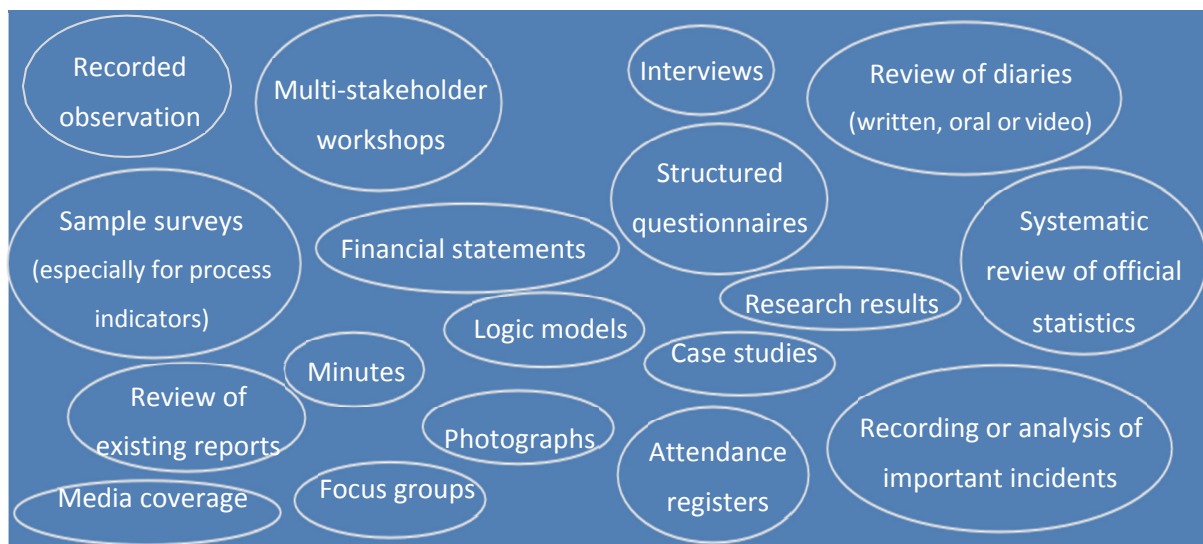 Recorded
observation
Multi-stakeholder
workshops
Interviews
Review of diaries
(written, oral or video)
Structured
questionnaires
Sample surveys
(especially for process
indicators)
Financial statements
Systematic
review of official
statistics
Research results
Logic models
Case studies
Minutes
Review of
existing reports
Photographs
Attendance
registers
Recording or analysis of
important incidents
Media coverage
Focus groups